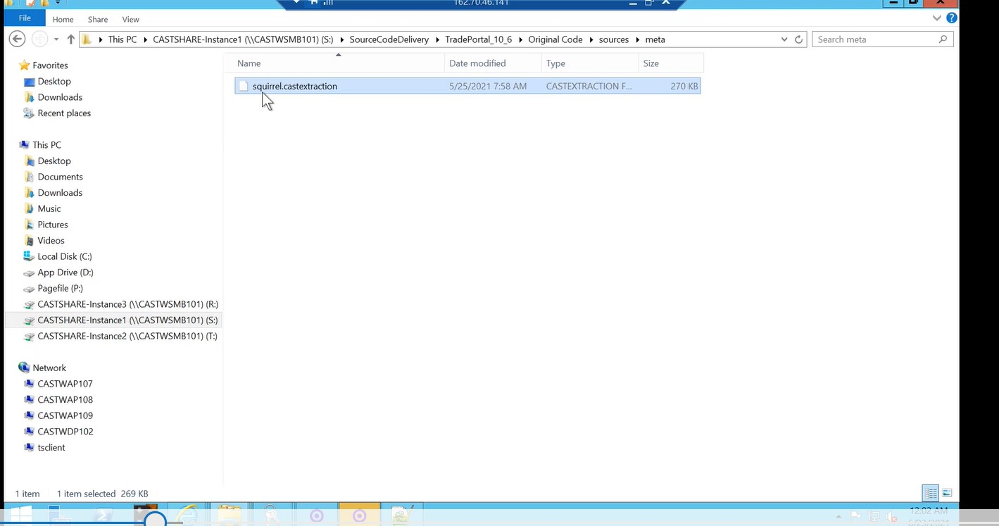 162.70.46.141
File Home Share View
This PC CASTSHARE-Instance1 (\\CASTWSMB101) (S:) SourceCodeDelivery TradePortal_10_6 Original Code sources meta
Search meta
Name Date modified Type Size
squirrel.castextraction 5/25/2021 7:58 AM CASTEXTRACTION F... 270 KB
Favorites
Desktop
Downloads
Recent places
This PC
Desktop
Documents
Downloads
Music
Pictures
Videos
Local Disk (C:)
App Drive (D:)
Pagefile (P:)
CASTSHARE-Instance3 (\\CASTWSMB101) (R:)
CASTSHARE-Instance1 (\\CASTWSMB101) (S:)
CASTSHARE-Instance2 (\\CASTWSMB101) (T:)
Network
CASTWAP107
CASTWAP108
CASTWAP109
CASTWDP102
tsclient
1 item 1 item selected 269 KB
12:02 AM